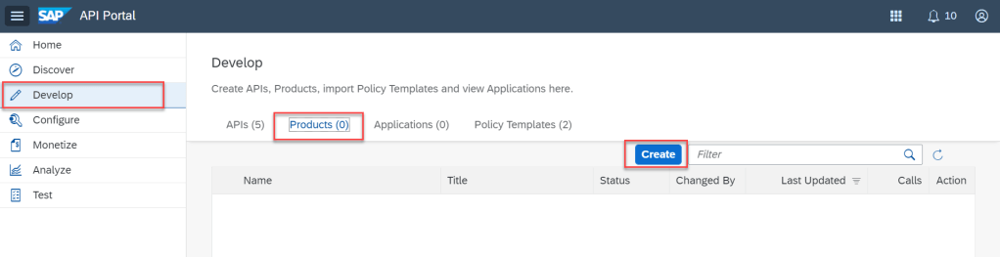 SAP API Portal 10
Home
Discover
Develop
Configure
Monetize
Analyze
Test
Develop
Create APIs, Products, import Policy Templates and view Applications here.
APIs (5) Products (0) Applications (0) Policy Templates (2)
Create Filter
Name Title Status Changed By Last Updated Calls Action